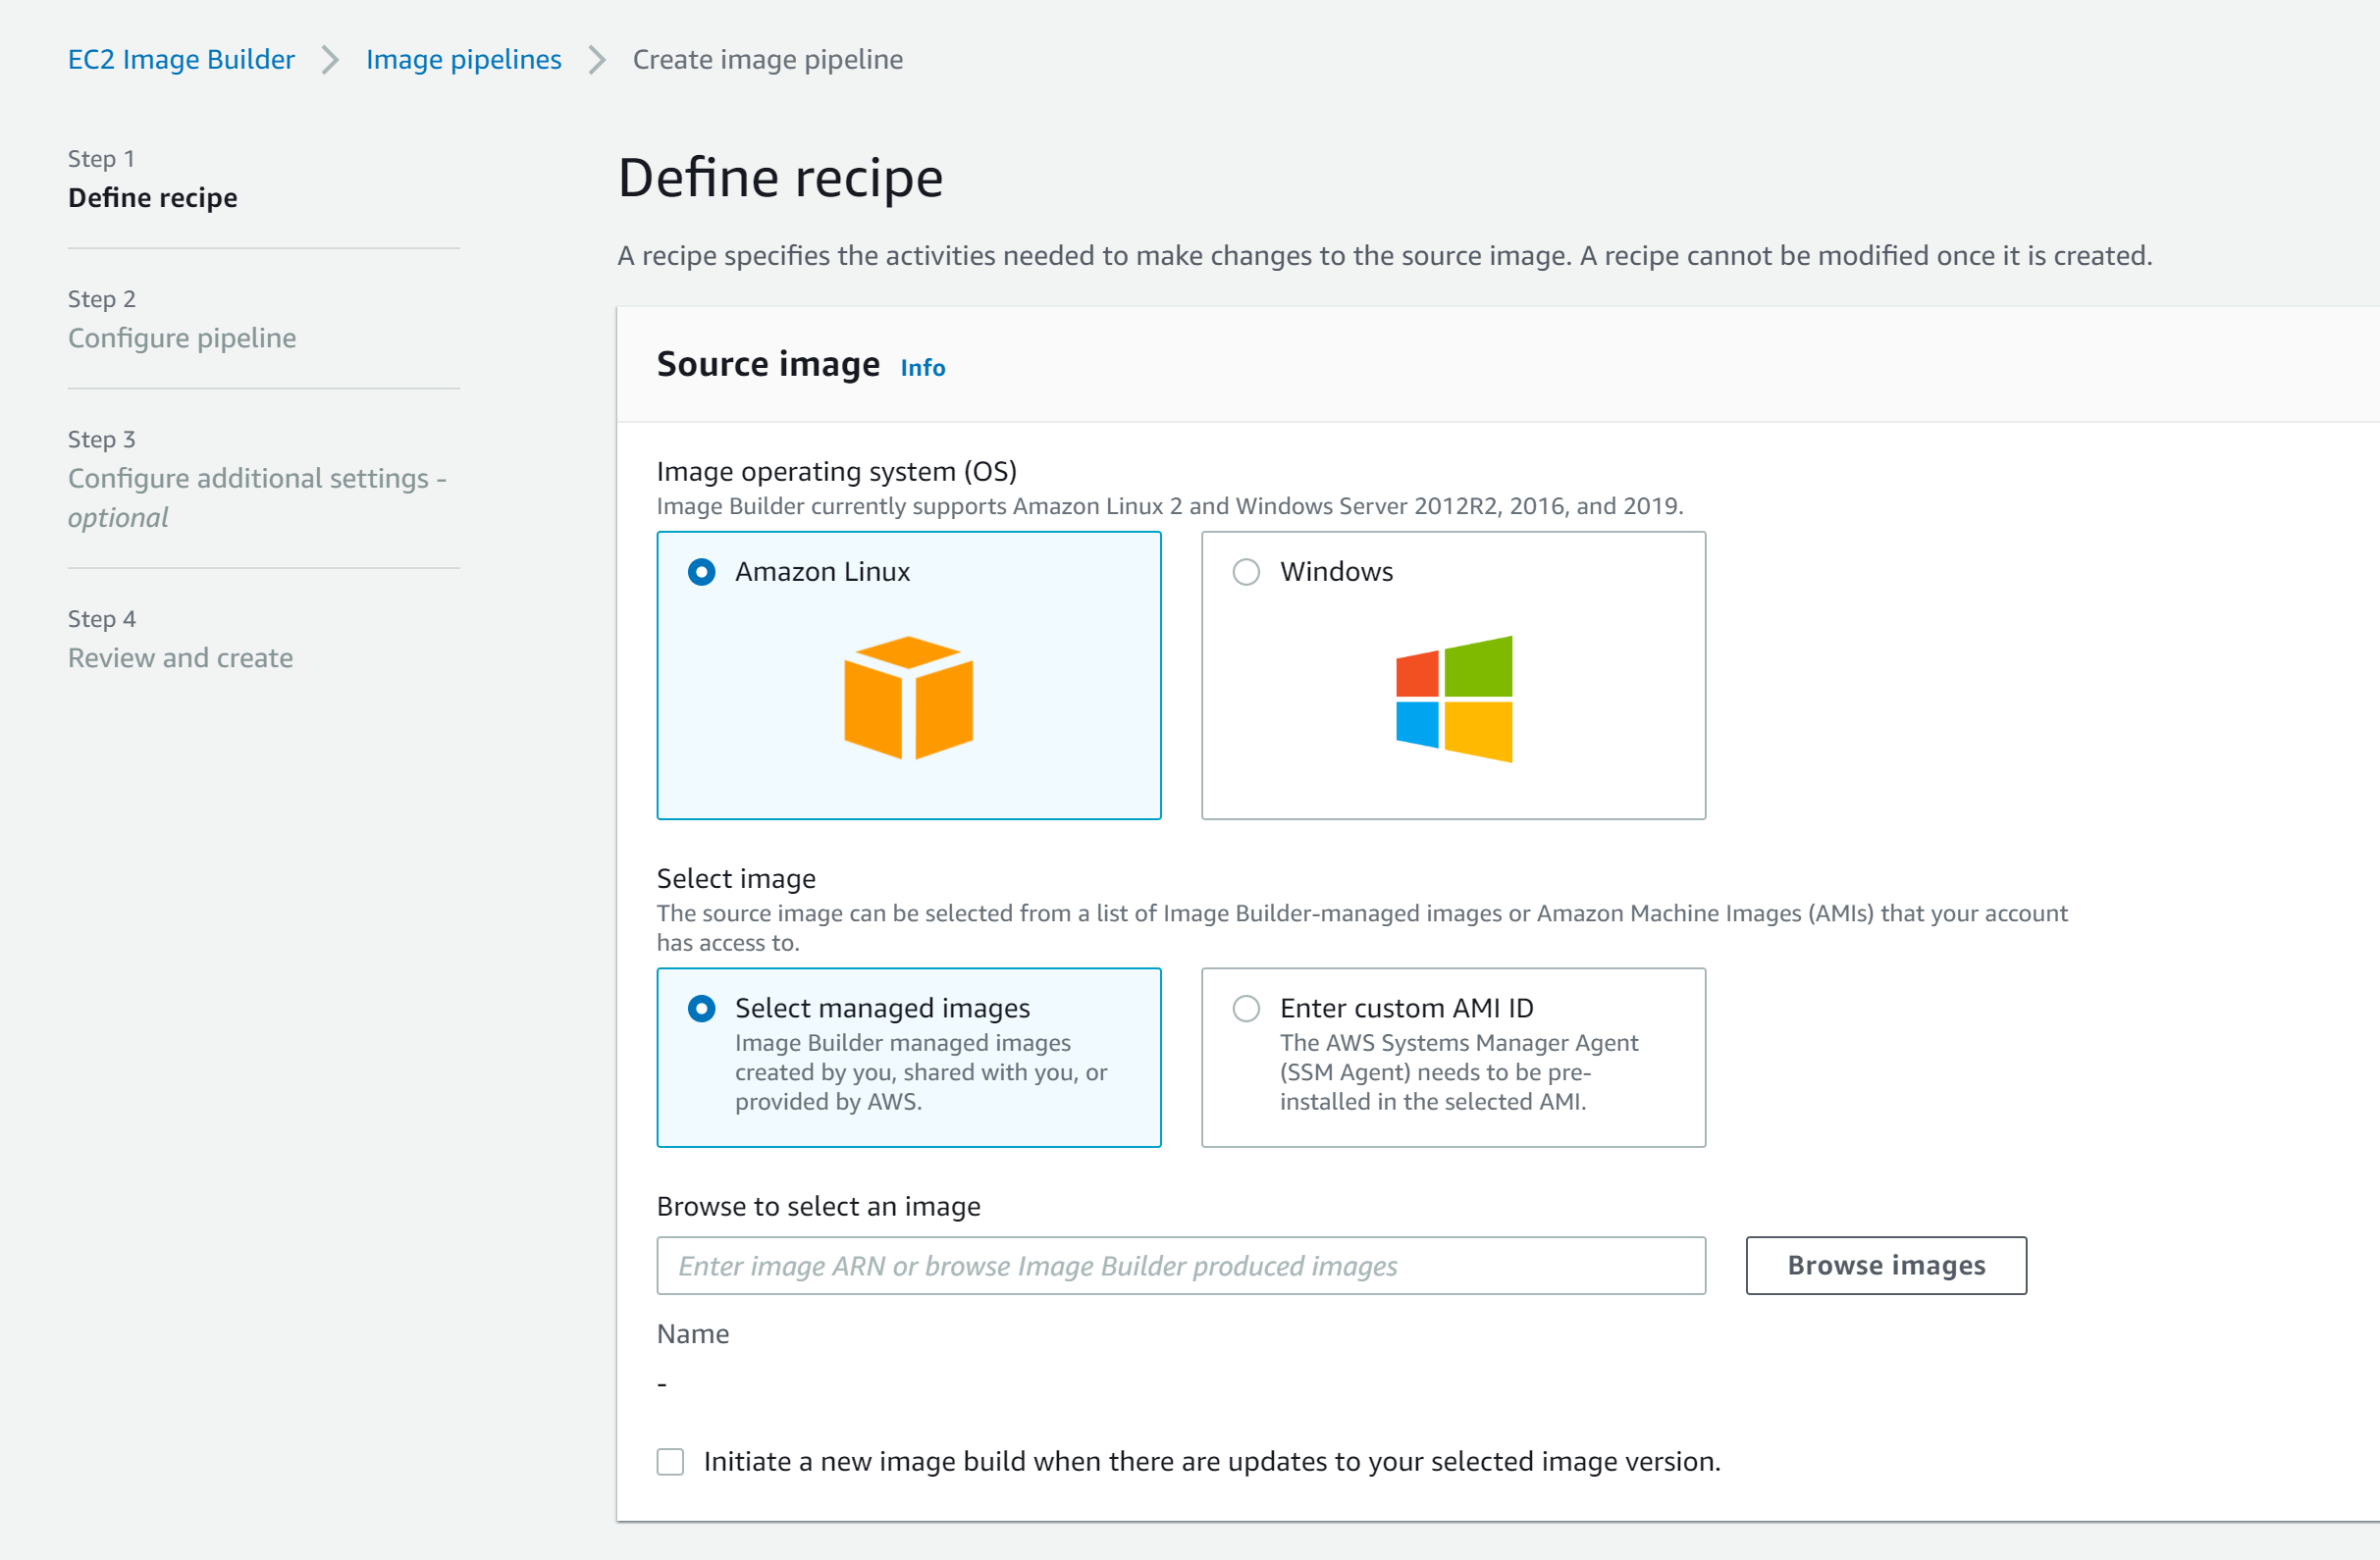 EC2 Image Builder > Image pipelines > Create image pipeline
Step 1
Define recipe
Step 2
Configure pipeline
Step 3
Configure additional settings -
optional
Step 4
Review and create
Define recipe
A recipe specifies the activities needed to make changes to the source image. A recipe cannot be modified once it is created.
Source image Info
Image operating system (OS)
Image Builder currently supports Amazon Linux 2 and Windows Server 2012R2, 2016, and 2019.
Amazon Linux
Windows
Select image
The source image can be selected from a list of Image Builder-managed images or Amazon Machine Images (AMIs) that your account
has access to.
Select managed images
Image Builder managed images
created by you, shared with you, or
provided by AWS.
Enter custom AMI ID
The AWS Systems Manager Agent
(SSM Agent) needs to be pre-
installed in the selected AMI.
Browse to select an image
Enter image ARN or browse Image Builder produced images
Browse images
Name
-
Initiate a new image build when there are updates to your selected image version.